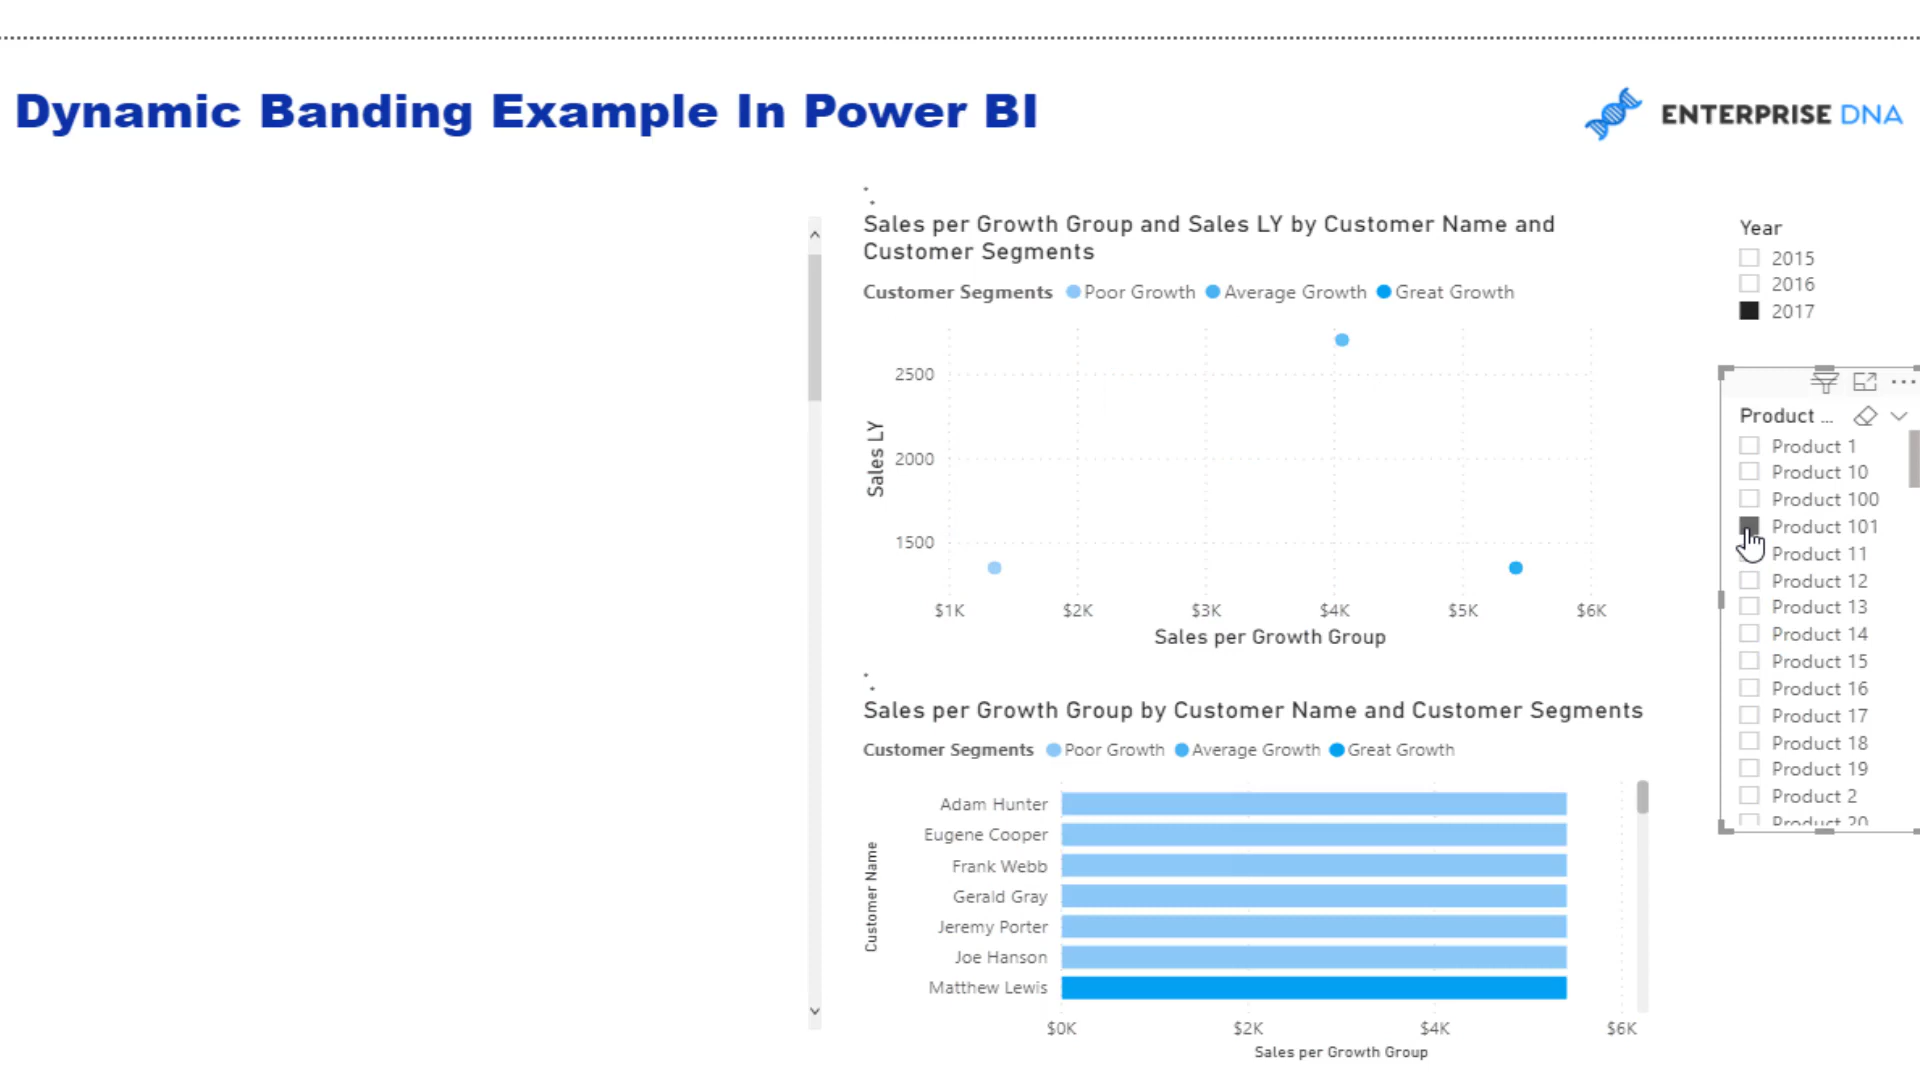 Dynamic Banding Example In Power BI
ENTERPRISE DNA
Sales per Growth Group and Sales LY by Customer Name and
Customer Segments
Customer Segments Poor Growth Average Growth Great Growth
2500
2000
1500
Sales LY
$1K $2K $3K $4K $5K $6K
Sales per Growth Group
Sales per Growth Group by Customer Name and Customer Segments
Customer Segments Poor Growth Average Growth Great Growth
Customer Name
Adam Hunter
Eugene Cooper
Frank Webb
Gerald Gray
Jeremy Porter
Joe Hanson
Matthew Lewis
$0K $2K $4K $6K
Sales per Growth Group
Year
2015
2016
2017
Product ...
Product 1
Product 10
Product 100
Product 101
Product 11
Product 12
Product 13
Product 14
Product 15
Product 16
Product 17
Product 18
Product 19
Product 2
Product 20